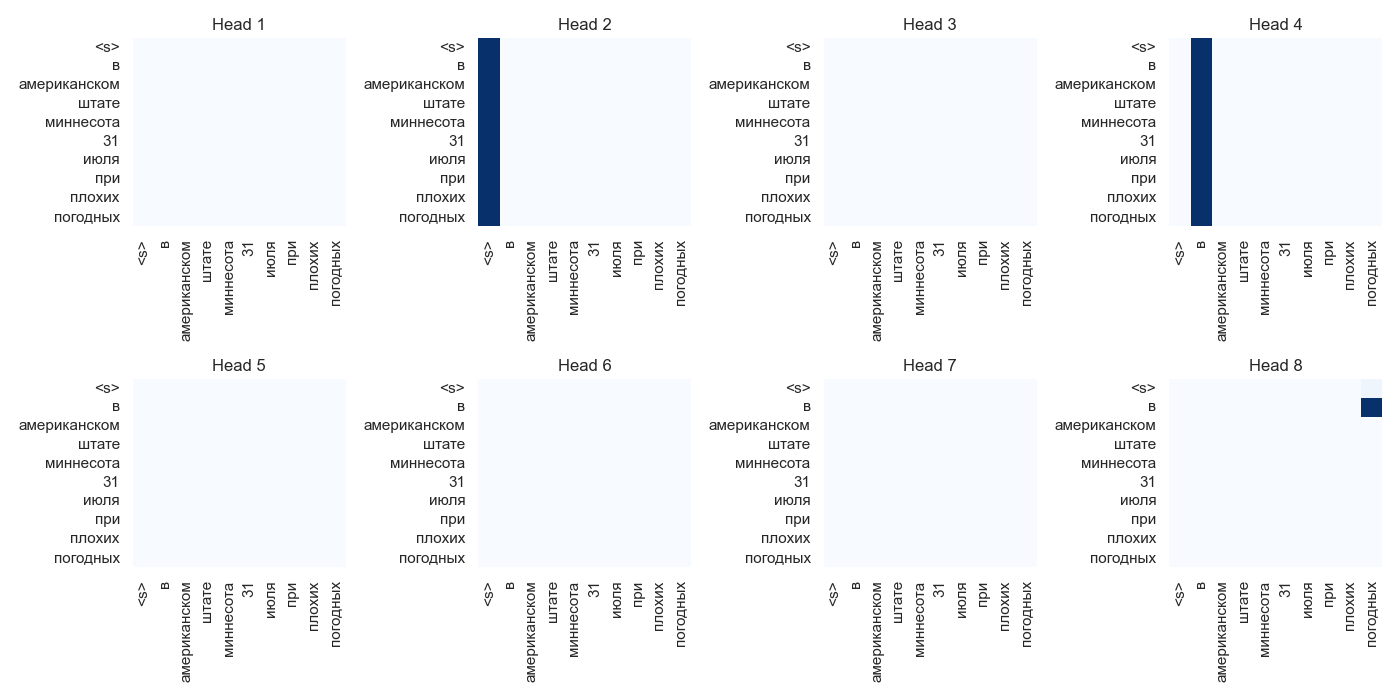 Head 1
<s>
в
американском
штате
миннесота
31
июля
при
плохих
погодных
<s>
в
американском
штате
миннесота
31
июля
при
плохих
погодных
Head 2
<s>
в
американском
штате
миннесота
31
июля
при
плохих
погодных
<s>
в
американском
штате
миннесота
31
июля
при
плохих
погодных
Head 3
<s>
в
американском
штате
миннесота
31
июля
при
плохих
погодных
<s>
в
американском
штате
миннесота
31
июля
при
плохих
погодных
Head 4
<s>
в
американском
штате
миннесота
31
июля
при
плохих
погодных
<s>
в
американском
штате
миннесота
31
июля
при
плохих
погодных
Head 5
<s>
в
американском
штате
миннесота
31
июля
при
плохих
погодных
<s>
в
американском
штате
миннесота
31
июля
при
плохих
погодных
Head 6
<s>
в
американском
штате
миннесота
31
июля
при
плохих
погодных
<s>
в
американском
штате
миннесота
31
июля
при
плохих
погодных
Head 7
<s>
в
американском
штате
миннесота
31
июля
при
плохих
погодных
<s>
в
американском
штате
миннесота
31
июля
при
плохих
погодных
Head 8
<s>
в
американском
штате
миннесота
31
июля
при
плохих
погодных
<s>
в
американском
штате
миннесота
31
июля
при
плохих
погодных